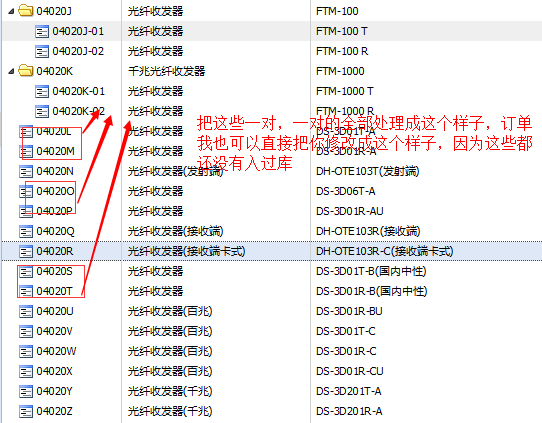 04020J 光纤收发器 FTM-100
04020J-01 光纤收发器 FTM-100 T
04020J-02 光纤收发器 FTM-100 R
04020K 千兆光纤收发器 FTM-1000
04020K-01 光纤收发器 FTM-1000 T
04020K-02 光纤收发器 FTM-1000 R
把这些一对，一对的全部处理成这个样子，订单
我也可以直接把你修改成这个样子，因为这些都
还没有入过库
04020L 光纤收发器 DS-3D01T-A
04020M 光纤收发器 DS-3D01R-A
04020N 光纤收发器(发射端) DH-OTE103T(发射端)
04020O 光纤收发器 DS-3D06T-A
04020P 光纤收发器 DS-3D01R-AU
04020Q 光纤收发器(接收端) DH-OTE103R(接收端)
04020R 光纤收发器(接收端卡式) DH-OTE103R-C(接收端卡式)
04020S 光纤收发器 DS-3D01T-B(国内中性)
04020T 光纤收发器 DS-3D01R-B(国内中性)
04020U 光纤收发器(百兆) DS-3D01R-BU
04020V 光纤收发器(百兆) DS-3D01T-C
04020W 光纤收发器(百兆) DS-3D01R-C
04020X 光纤收发器(百兆) DS-3D01R-CU
04020Y 光纤收发器(千兆) DS-3D201T-A
04020Z 光纤收发器(千兆) DS-3D201R-A